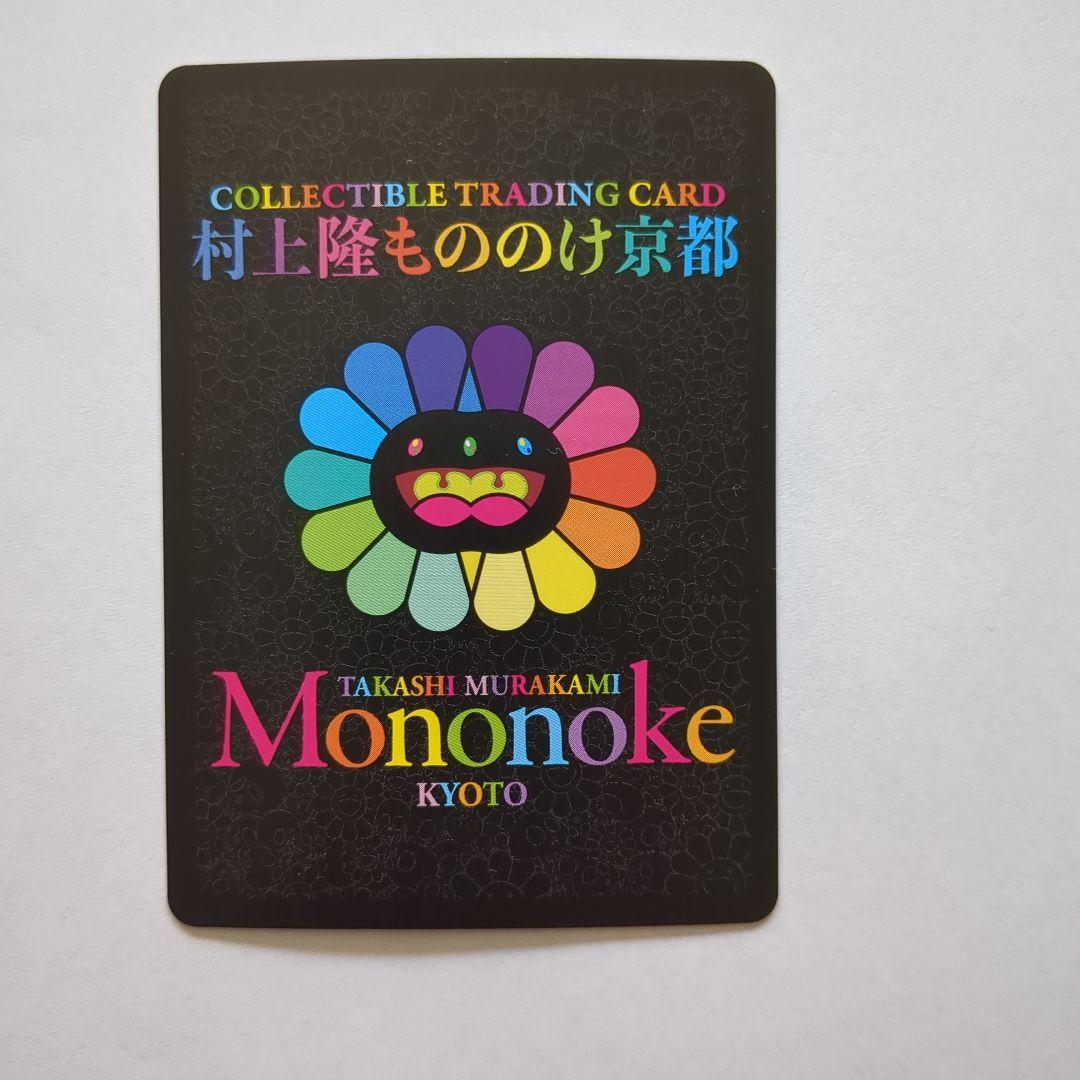 COLLECTIBLE TRADING CARD
村上隆もののけ京都
TAKASHI MURAKAMI
Mononoke
KYOTO